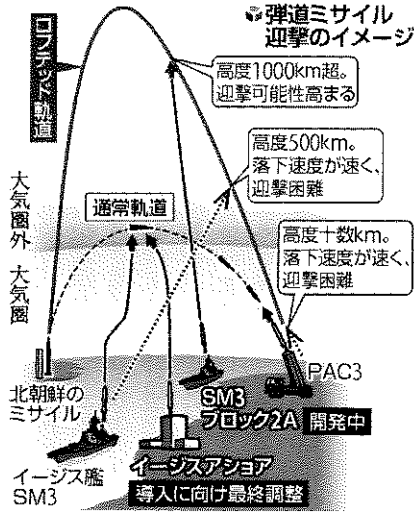 弾道ミサイル
迎撃のイメージ
ロフテッド軌道
高度1000km超。
迎撃可能性高まる
高度500km。
落下速度が速く、
迎撃困難
大気圏外
通常軌道
大気圏
高度十数km。
落下速度が速く、
迎撃困難
PAC3
北朝鮮の
ミサイル
SM3
ブロック2A 開発中
イージス艦
SM3
イージスアショア
導入に向け最終調整